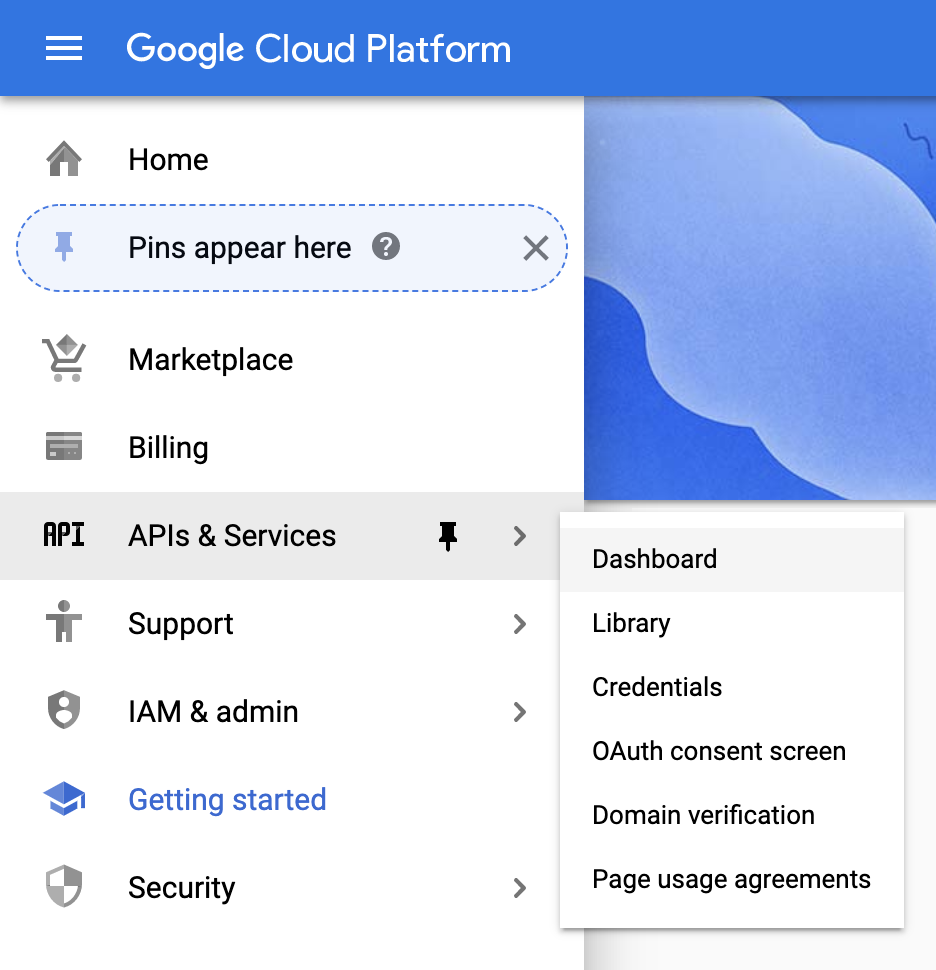 Google Cloud Platform
Home
Pins appear here
Marketplace
Billing
API APIs & Services
Dashboard
Library
Support
Credentials
IAM & admin
OAuth consent screen
Getting started
Domain verification
Security
Page usage agreements